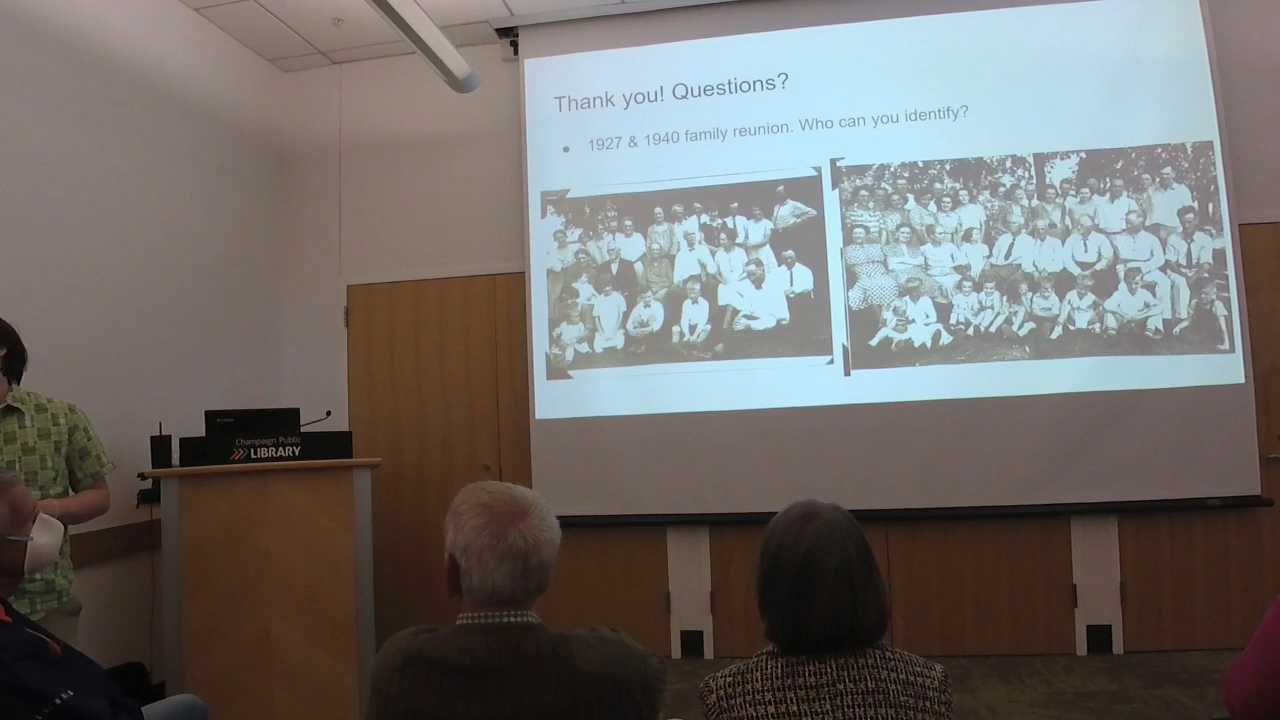 Thank you! Questions?
1927 & 1940 family reunion. Who can you identify?
Champaign Public
LIBRARY